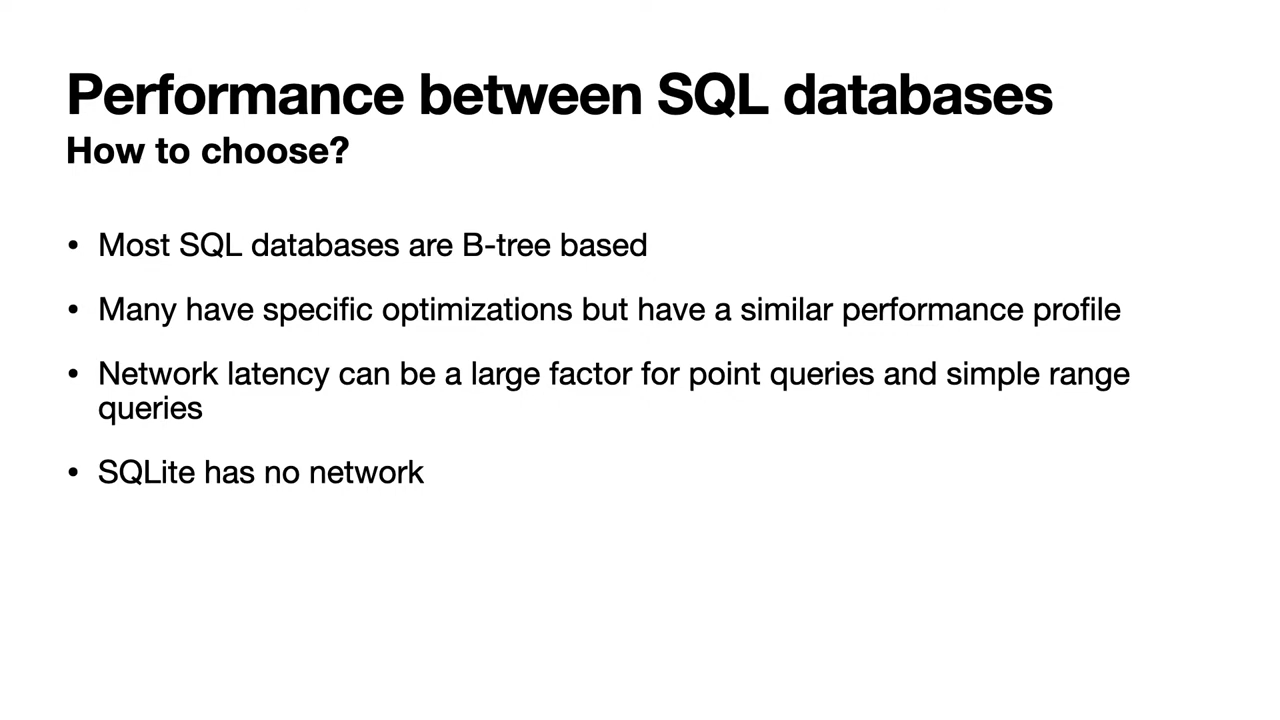 Performance between SQL databases
How to choose?
• Most SQL databases are B-tree based
• Many have specific optimizations but have a similar performance profile
• Network latency can be a large factor for point queries and simple range
queries
• SQLite has no network